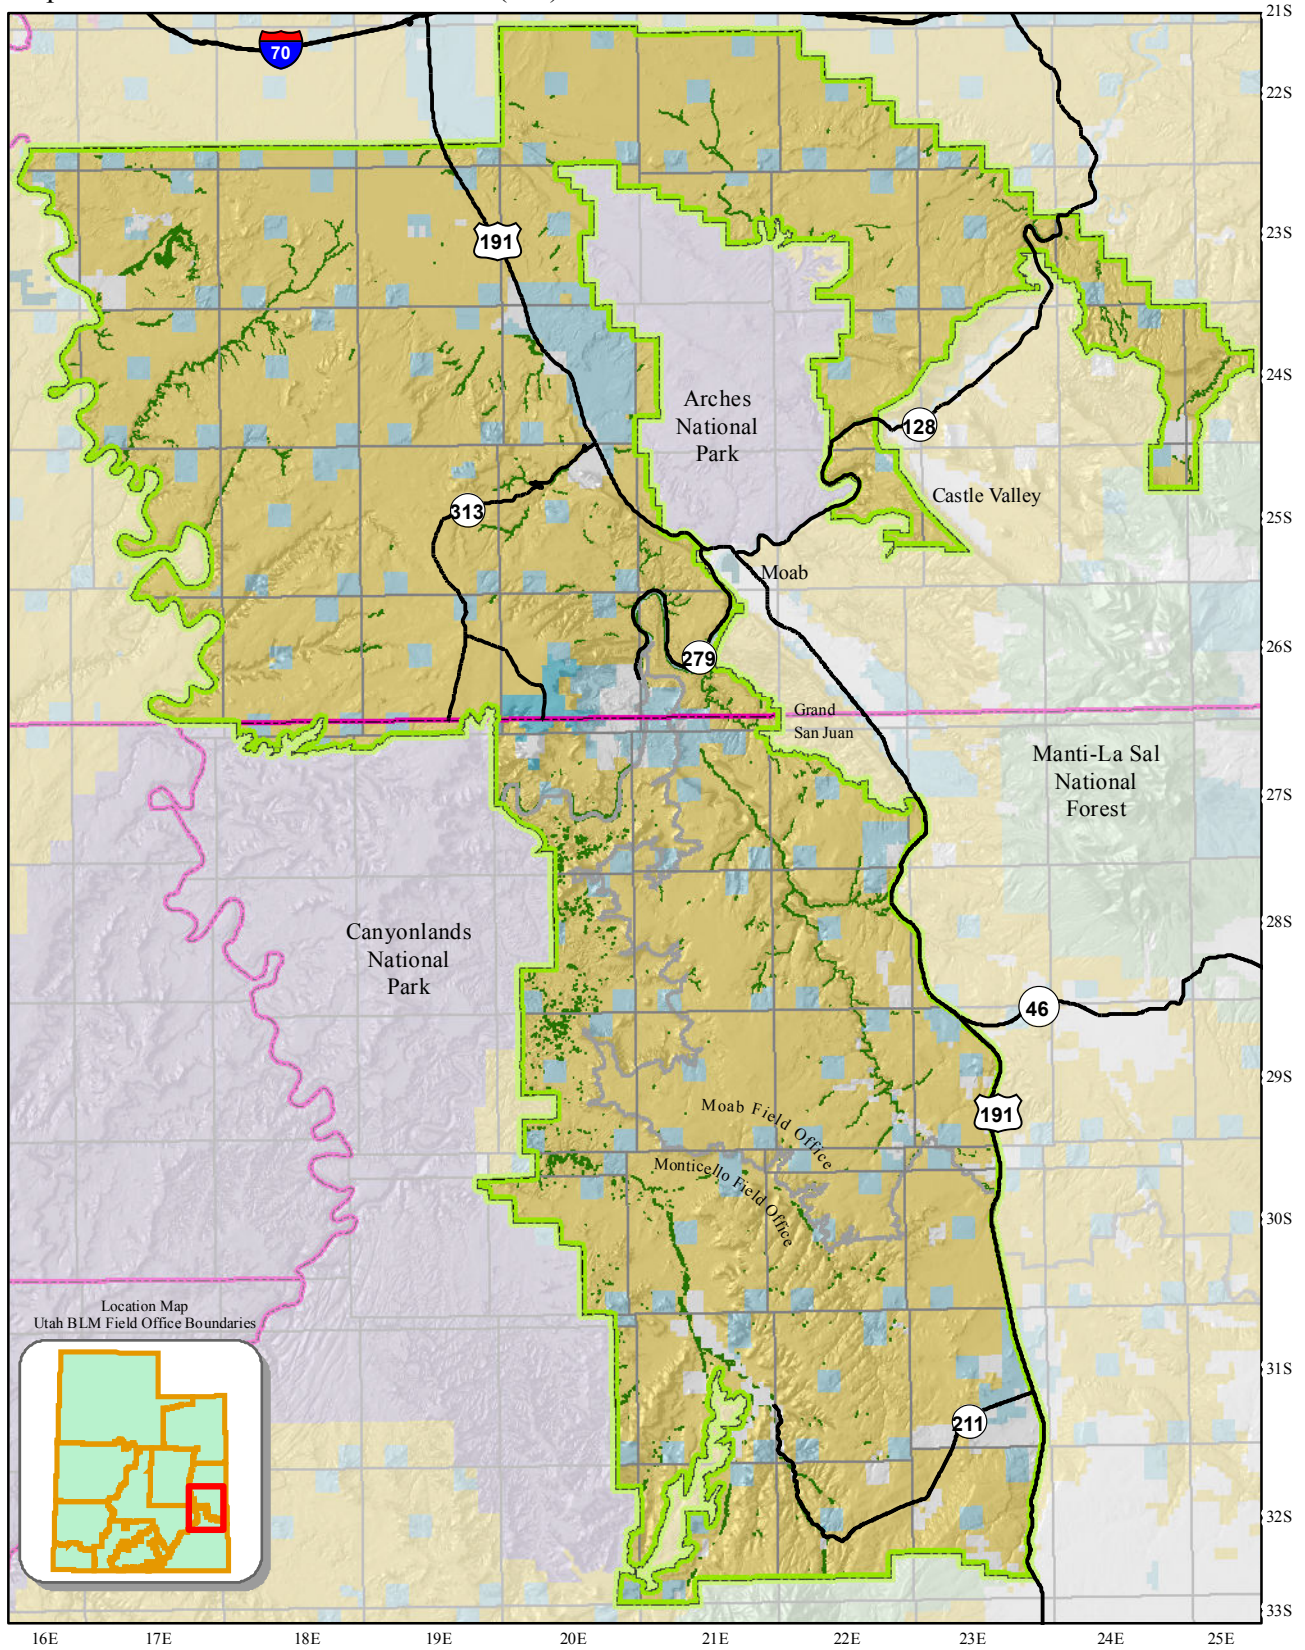 21S
70
22S
191
23S
24S
Arches
National
Park
128
Castle Valley
313
25S
Moab
279
26S
Grand
San Juan
Manti-La Sal
National
Forest
27S
28S
Canyonlands
National
Park
46
29S
Moab Field Office
191
Monticello Field Office
30S
Location Map
Utah BLM Field Office Boundaries
31S
211
32S
33S
16E 17E 18E 19E 20E 21E 22E 23E 24E 25E